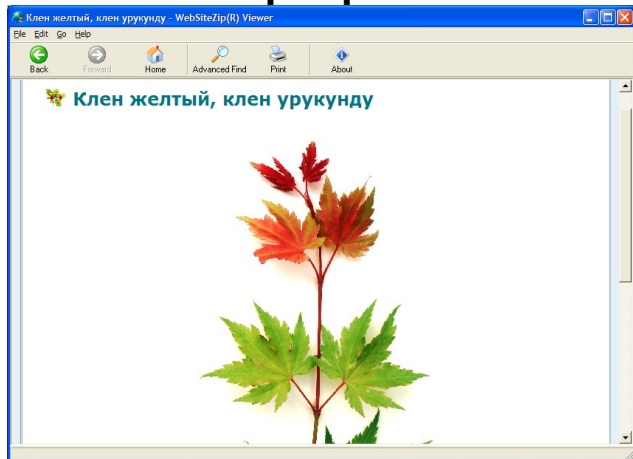 Клен желтый, клен урукунду - WebSiteZip(R) Viewer
File Edit Go Help
Back Forward Home Advanced Find Print About
Клен желтый, клен урукунду